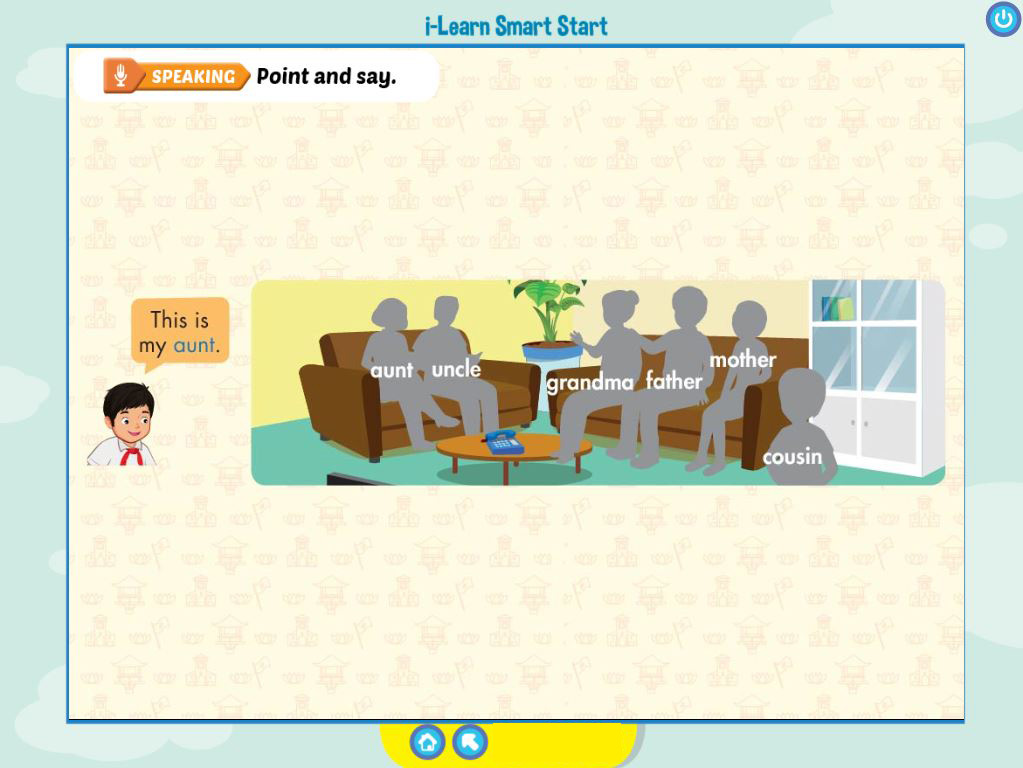 i-Learn Smart Start
SPEAKING Point and say.
This is
my aunt.
aunt uncle
grandma father
mother
cousin